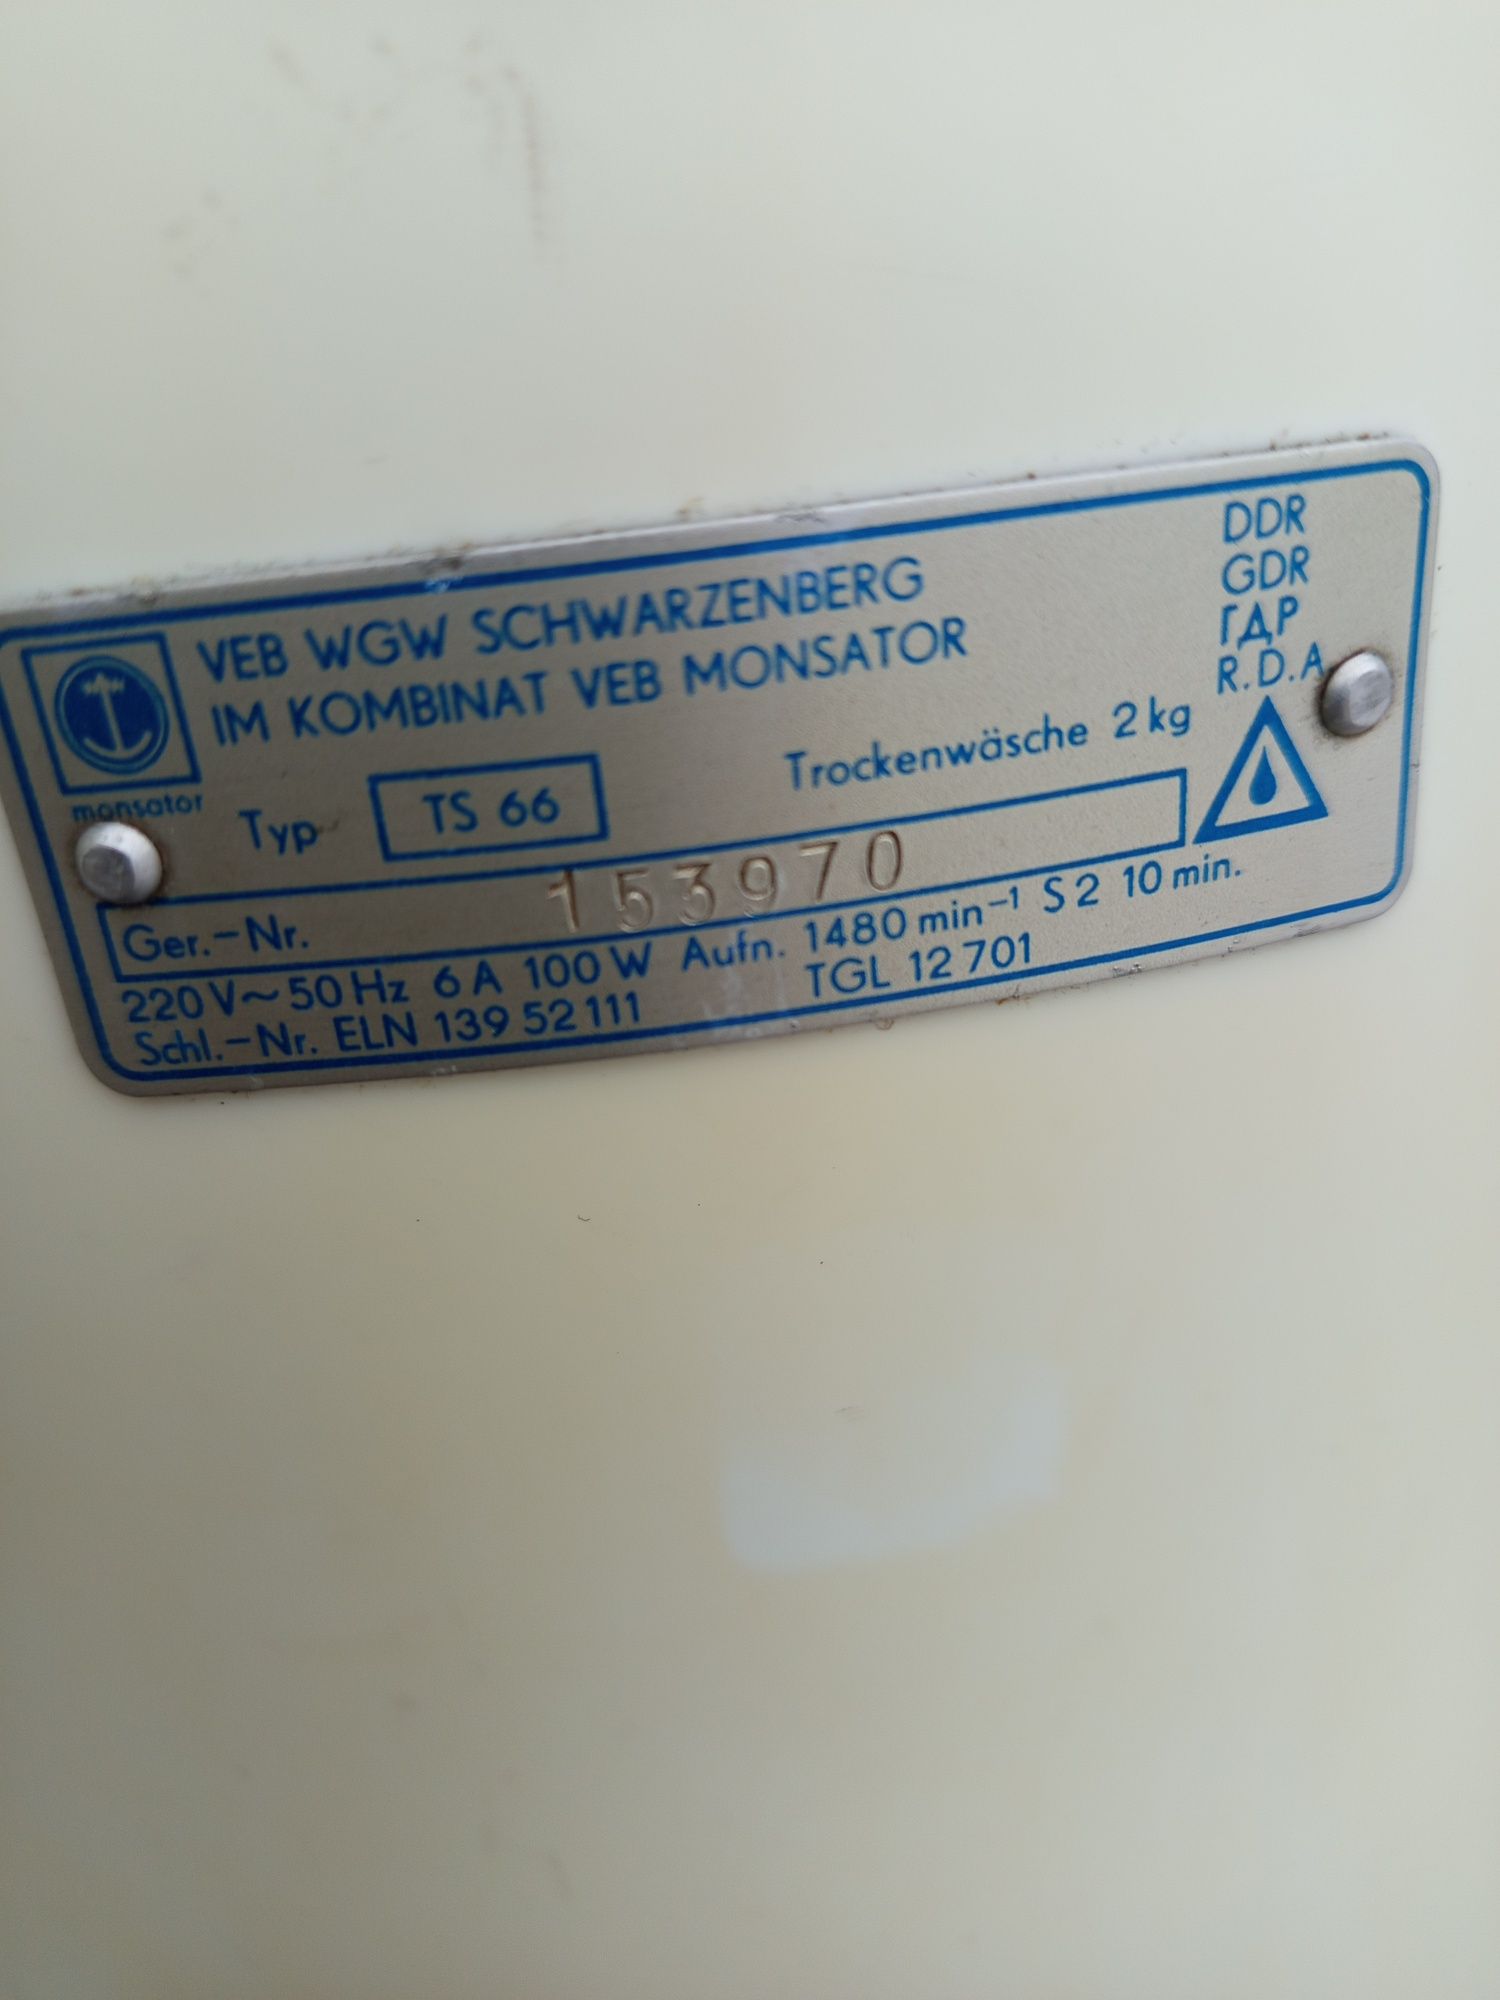 DDR
GDR
ГДР
R.D.A.
VEB WGW SCHWARZENBERG
IM KOMBINAT VEB MONSATOR
monsator
Typ TS 66 Trockenwäsche 2 kg
Ger.-Nr. 153970
220 V~50 Hz 6 A 100 W Aufn. 1480 min⁻¹ S 2 10 min.
Schl.-Nr. ELN 139 52 111 TGL 12 701